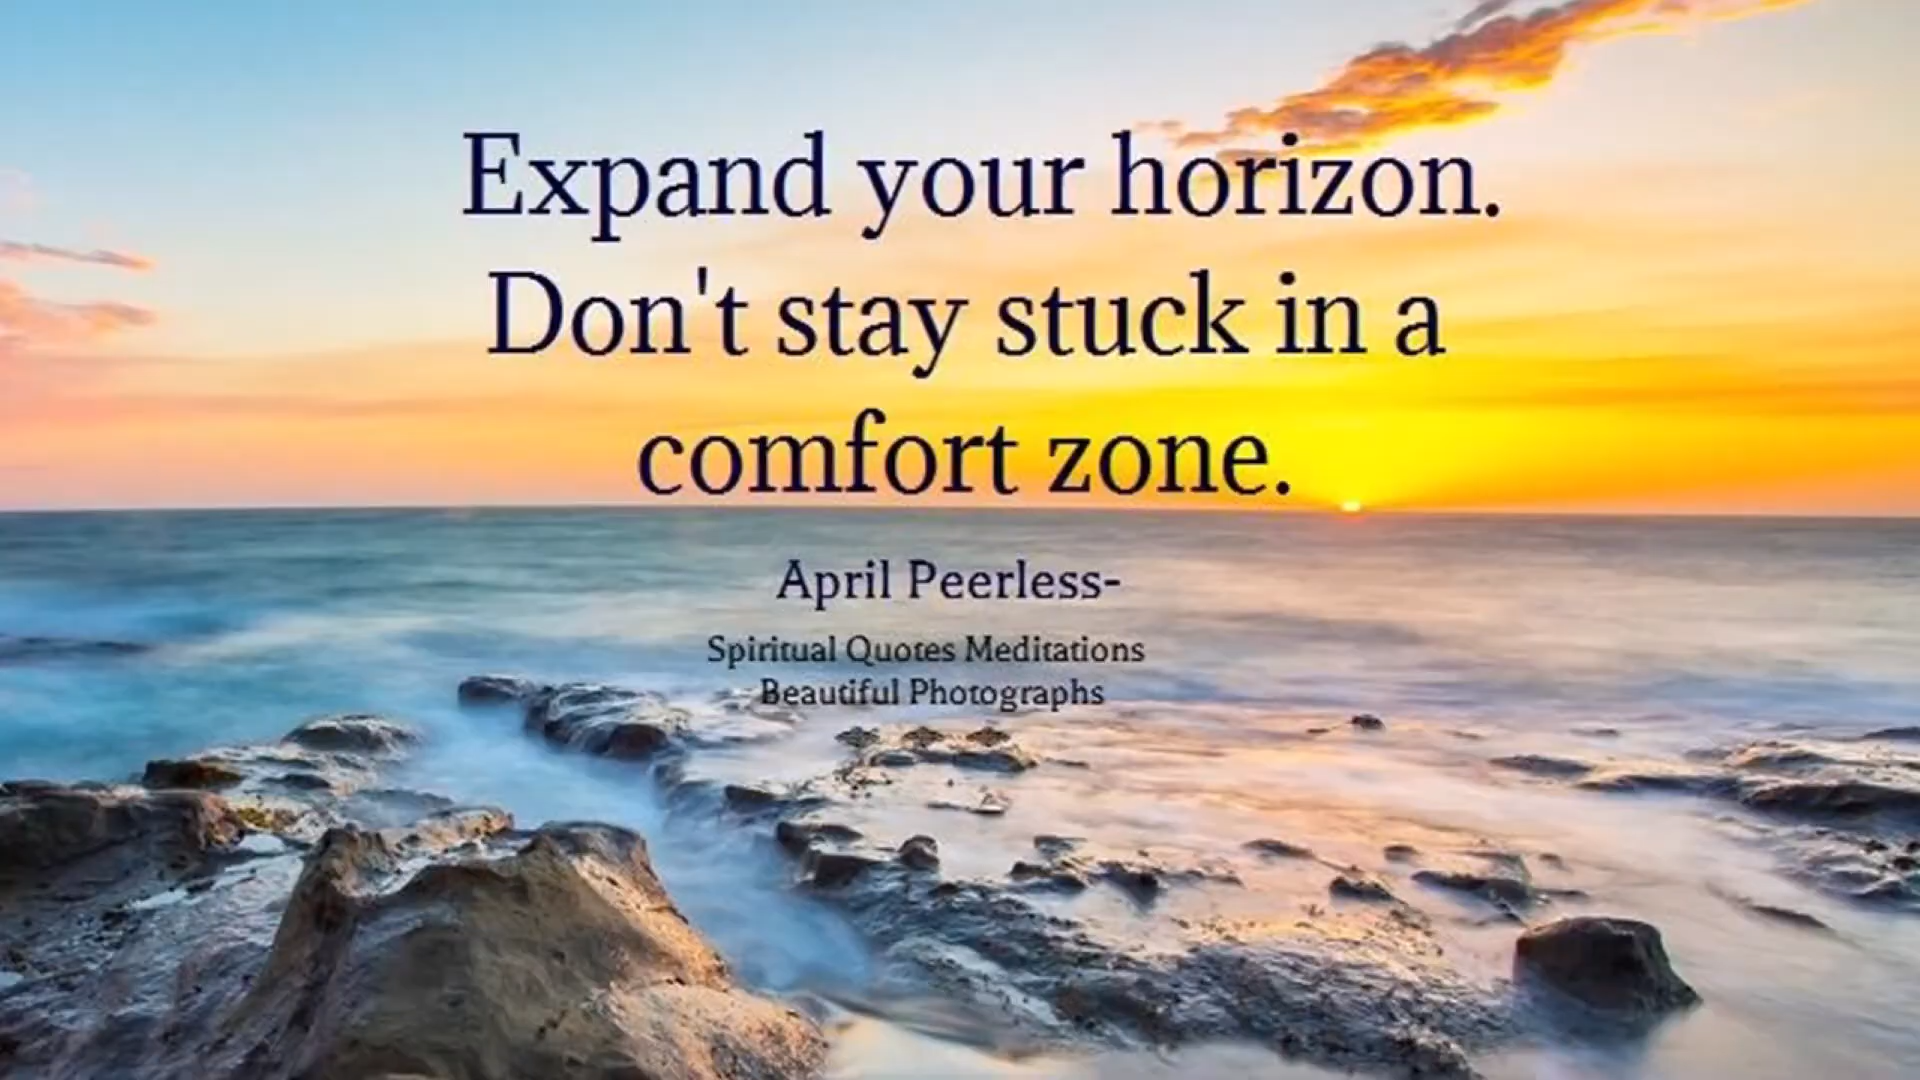 Expand your horizon.
Don't stay stuck in a
comfort zone.
April Peerless-
Spiritual Quotes Meditations
Beautiful Photographs